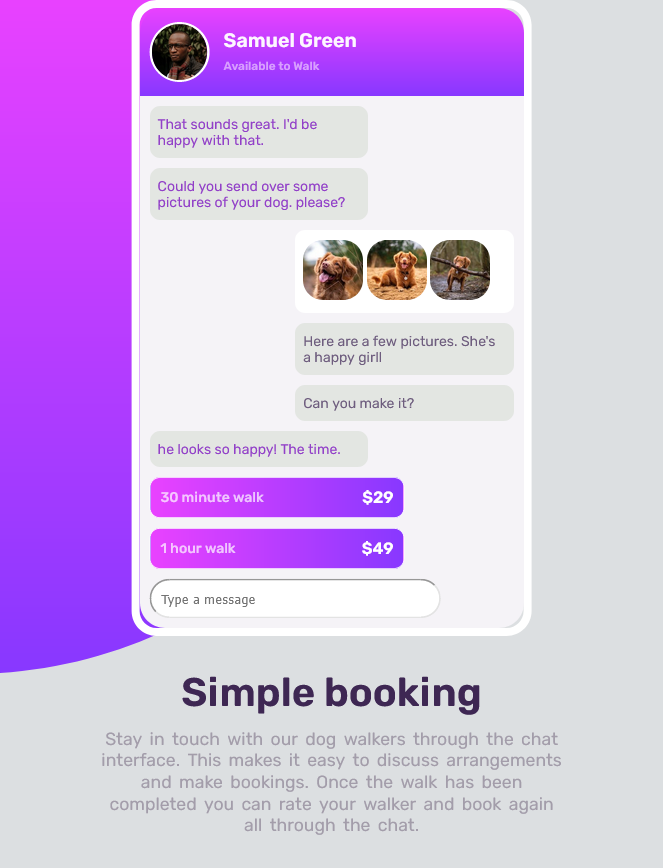 Samuel Green
Available to Walk
That sounds great. I'd be
happy with that.
Could you send over some
pictures of your dog. please?
Here are a few pictures. She's
a happy girll
Can you make it?
he looks so happy! The time.
30 minute walk $29
1 hour walk $49
Type a message
Simple booking
Stay in touch with our dog walkers through the chat
interface. This makes it easy to discuss arrangements
and make bookings. Once the walk has been
completed you can rate your walker and book again
all through the chat.